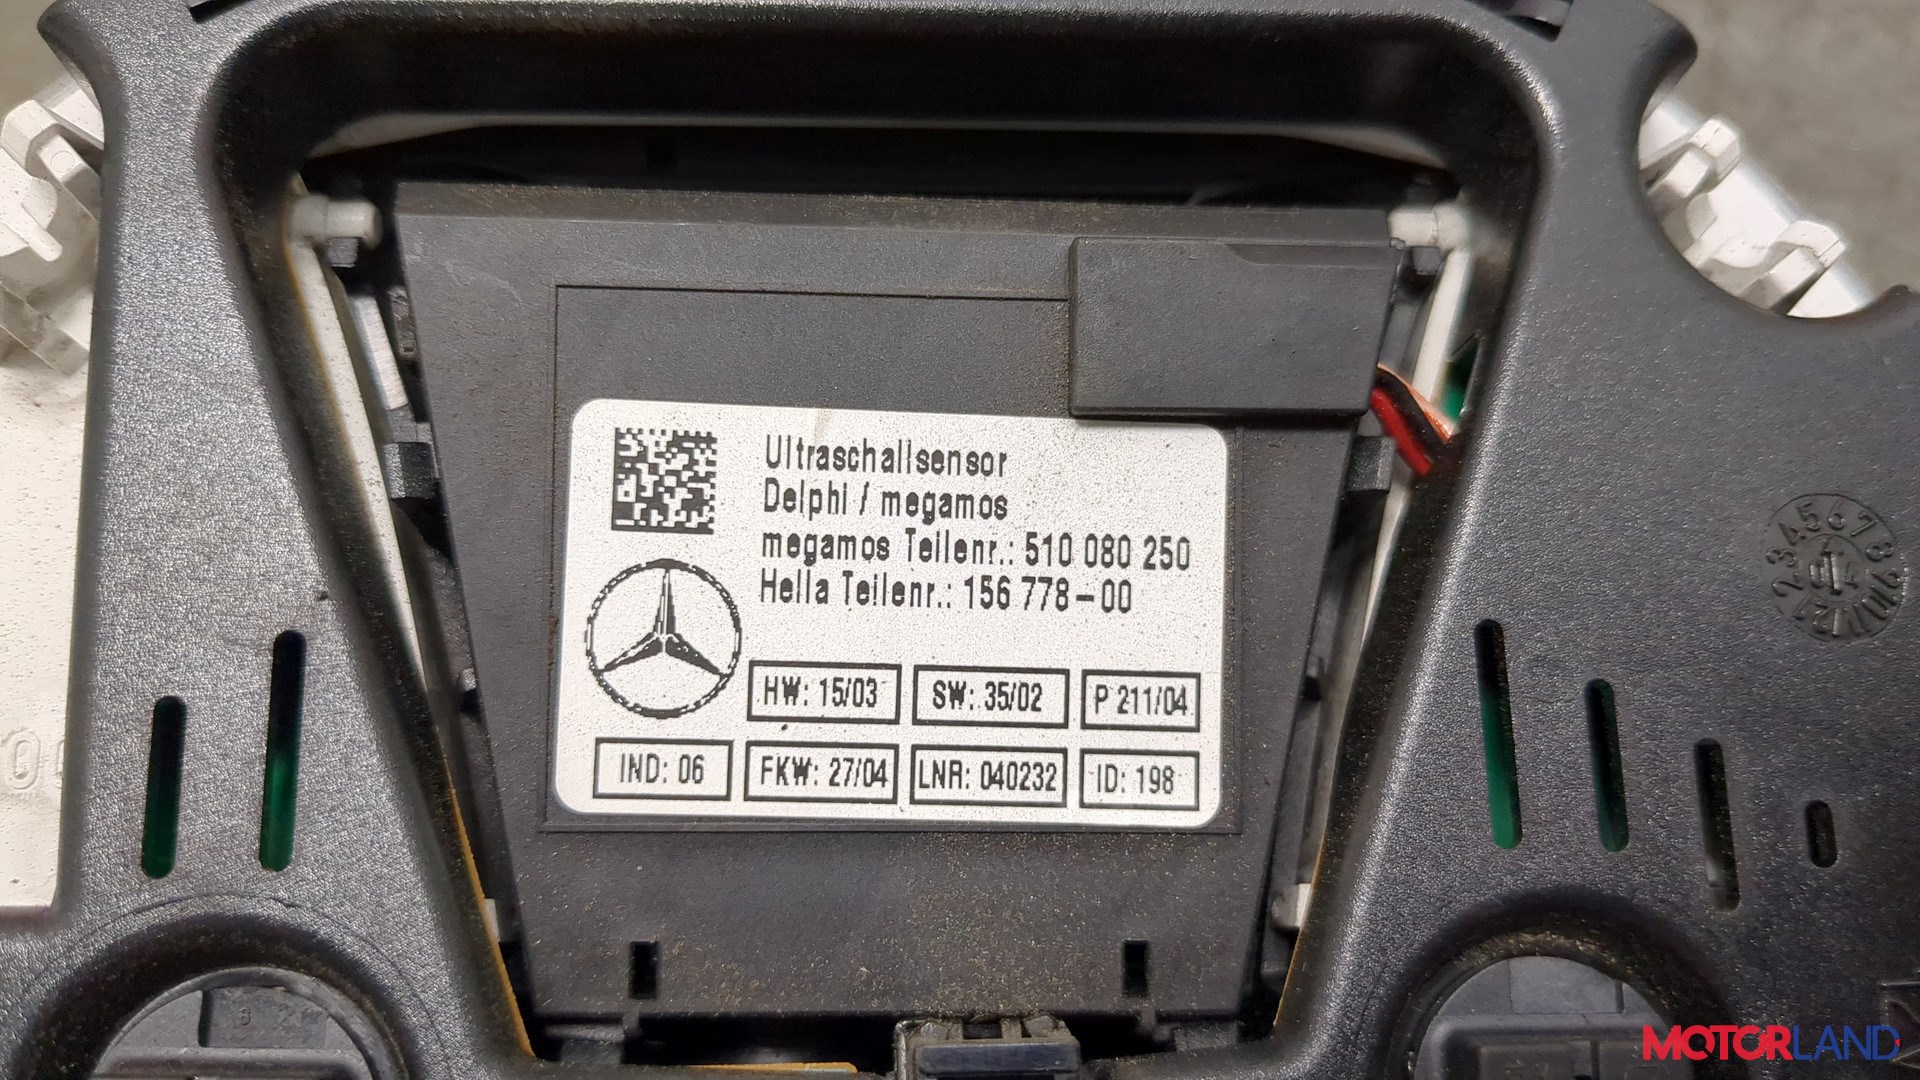 Ultraschallsensor
Delphi / megamos
megamos Teilenr.: 510 080 250
Hella Teilenr.: 156 778-00
HW: 15/03 SW: 35/02 P 211/04
IND: 06 FKW: 27/04 LNR: 040232 ID: 198
MOTORLAND